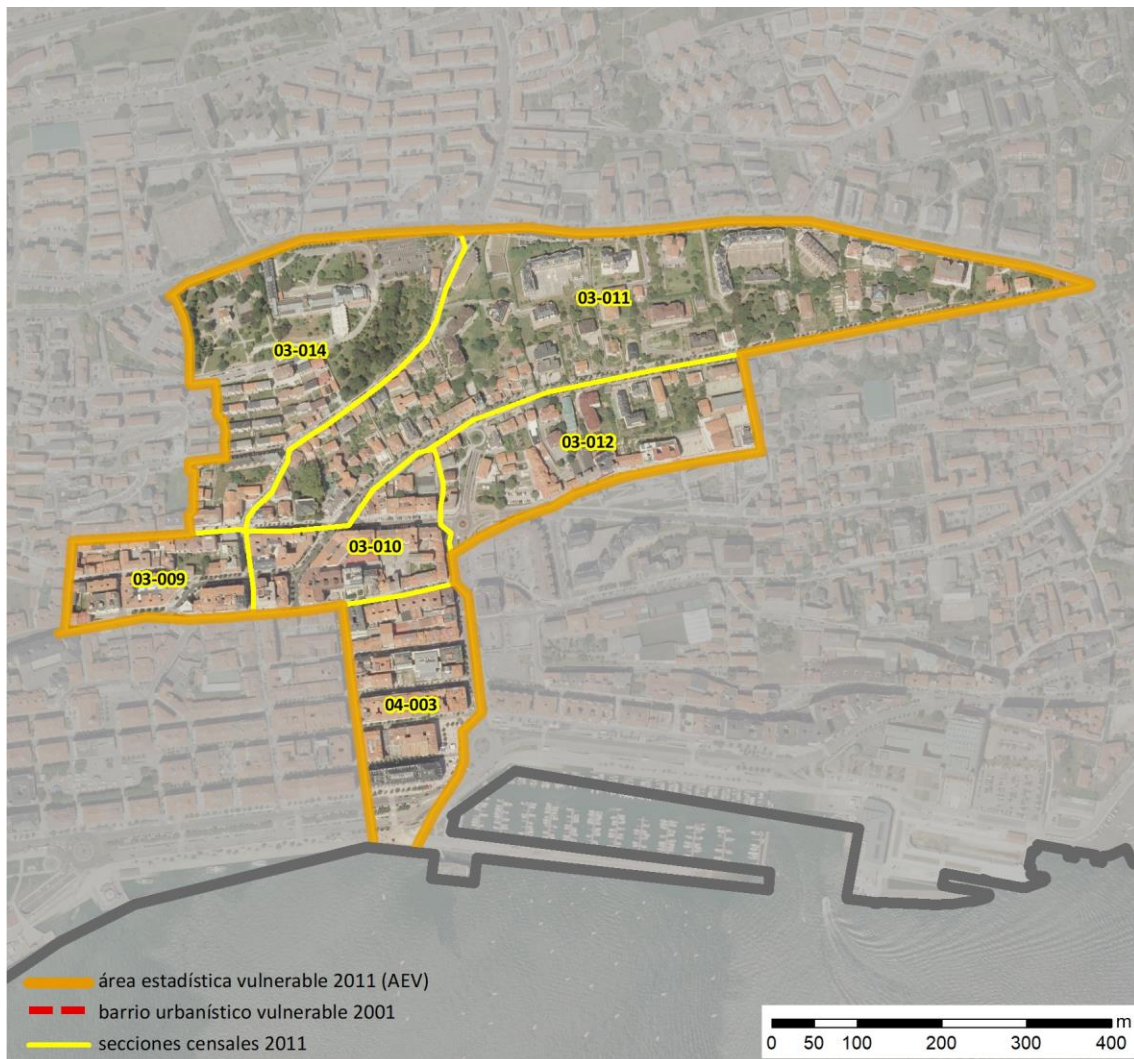 03-011
03-014
03-012
03-010
03-009
04-003
área estadística vulnerable 2011 (AEV)
barrio urbanístico vulnerable 2001
secciones censales 2011
m
0 50 100 200 300 400